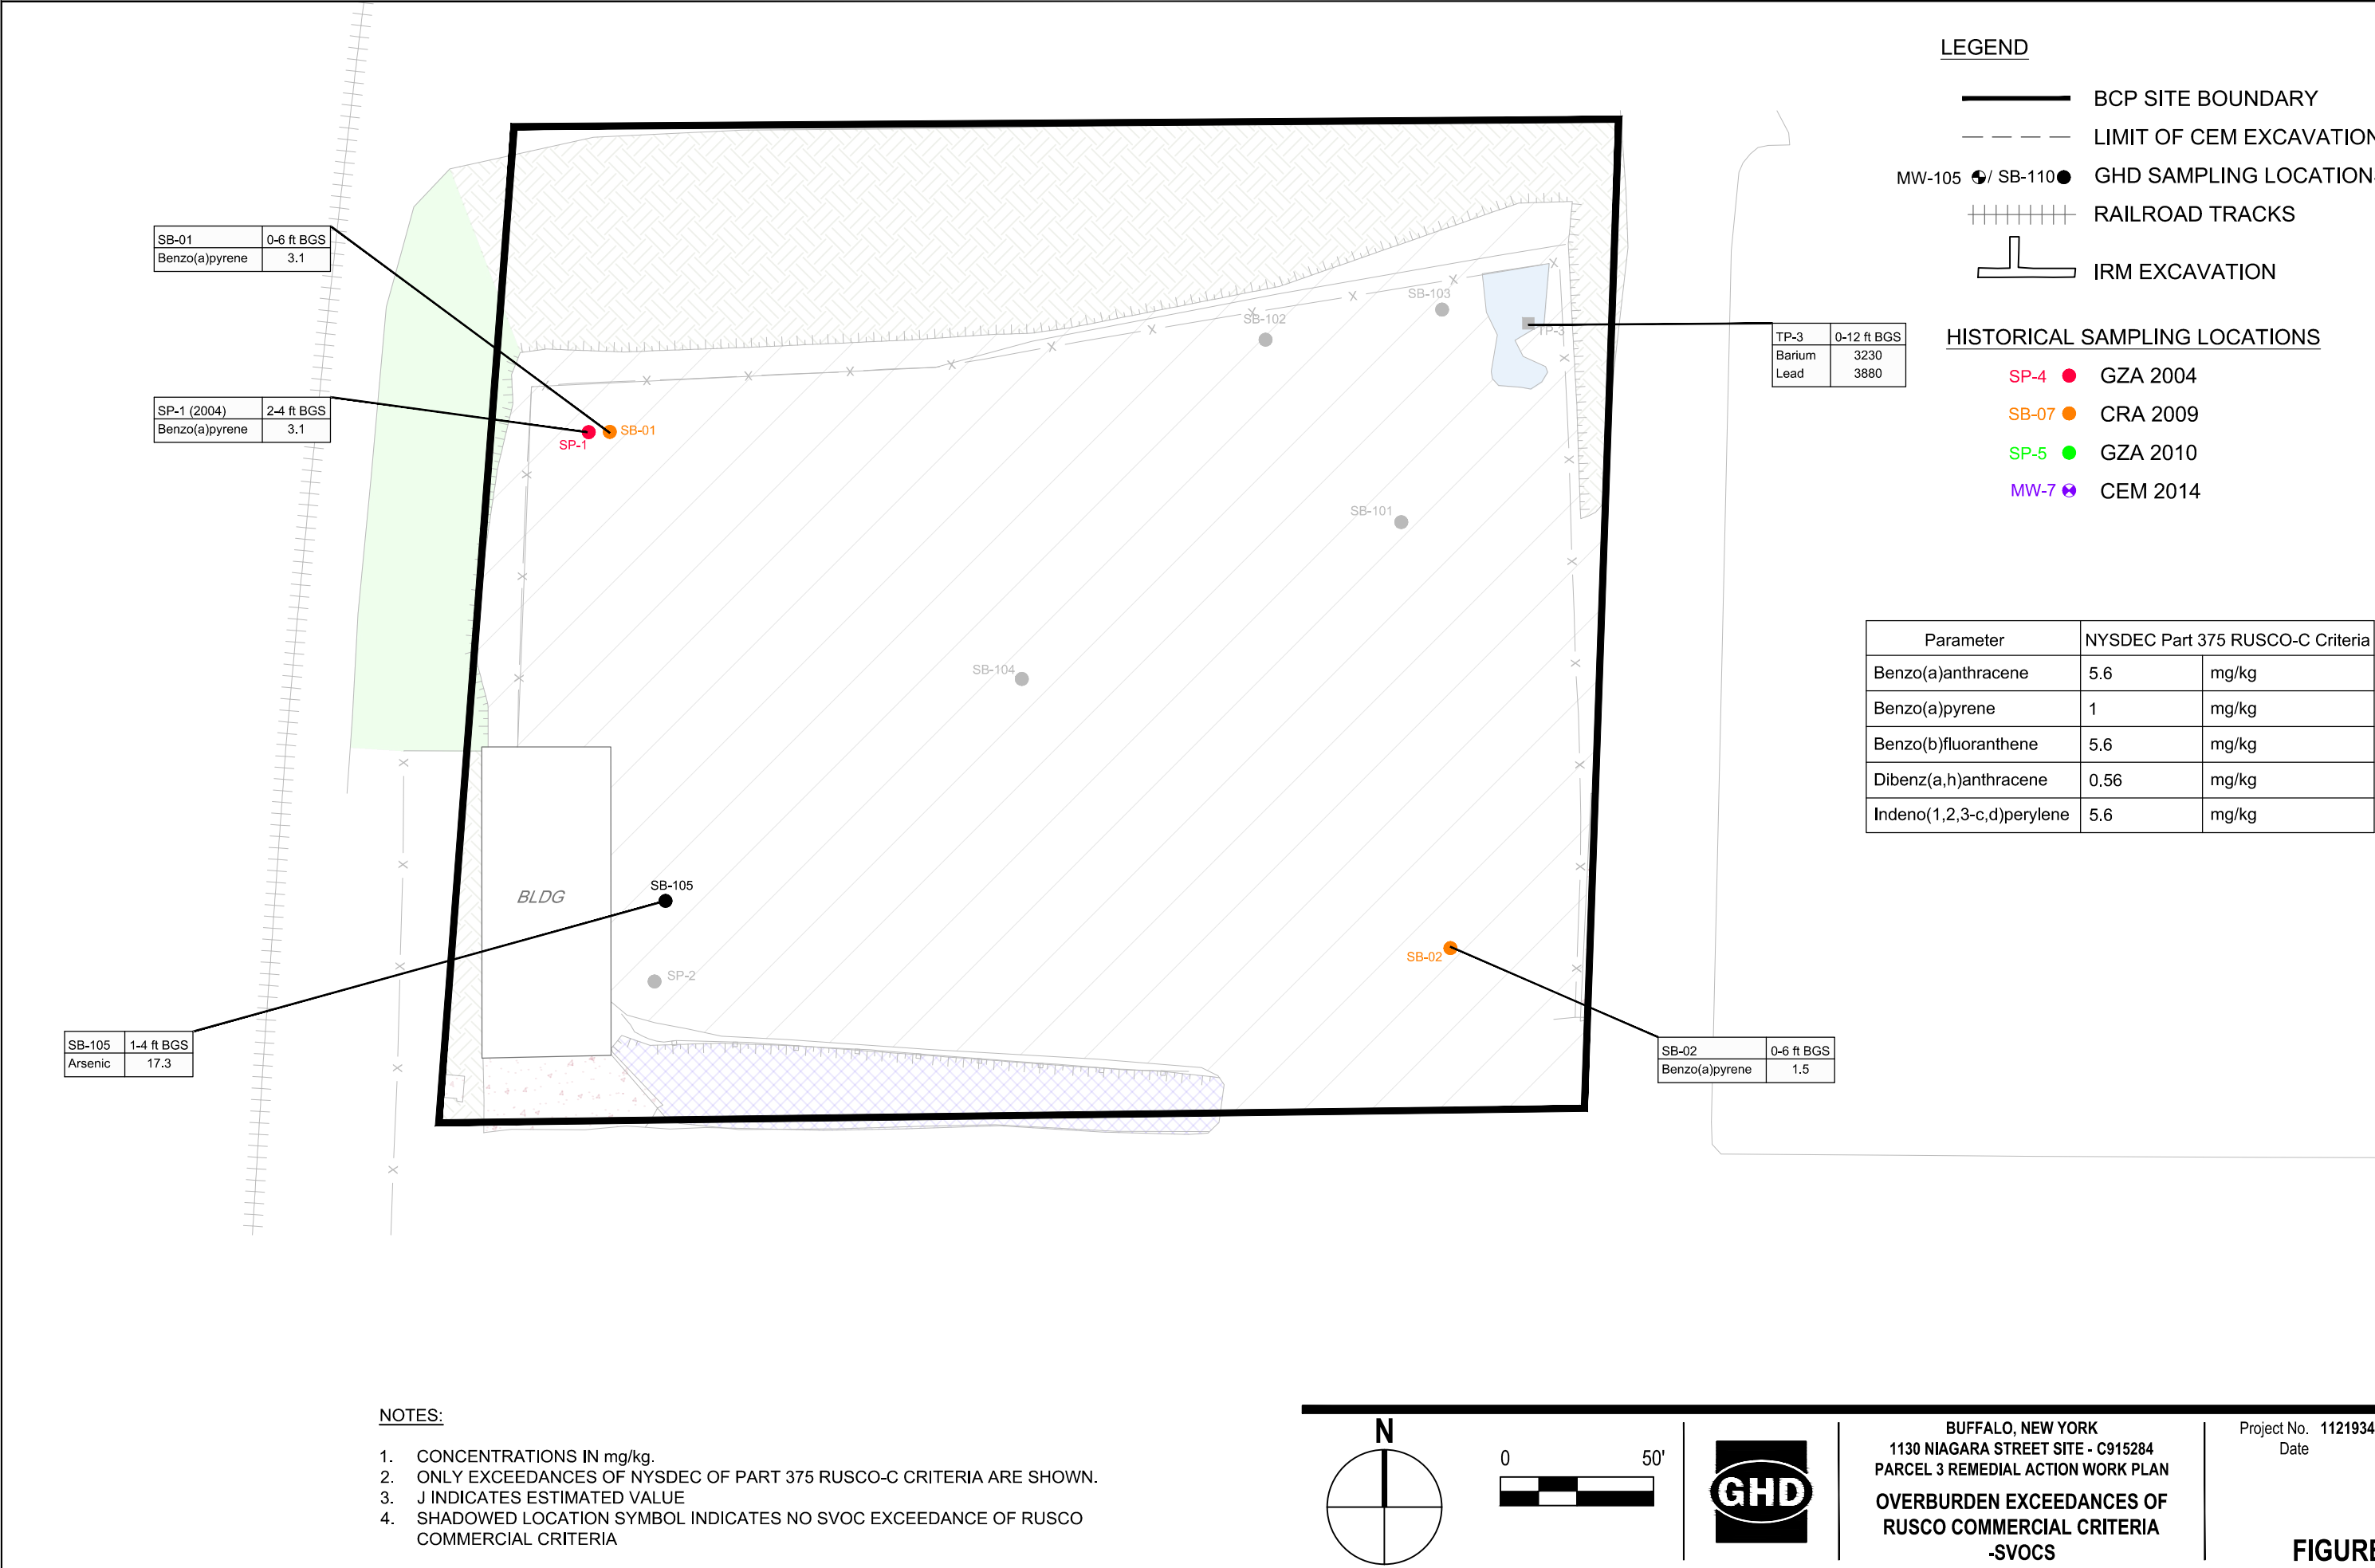 LEGEND
BCP SITE BOUNDARY
LIMIT OF CEM EXCAVATION
MW-105 / SB-110 GHD SAMPLING LOCATION
RAILROAD TRACKS
IRM EXCAVATION
HISTORICAL SAMPLING LOCATIONS
SP-4 GZA 2004
SB-07 CRA 2009
SP-5 GZA 2010
MW-7 CEM 2014
SB-01 0-6 ft BGS
Benzo(a)pyrene 3.1
SP-1 (2004) 2-4 ft BGS
Benzo(a)pyrene 3.1
SP-1
SB-01
SB-102
SB-103
TP-3
TP-3 0-12 ft BGS
Barium 3230
Lead 3880
SB-101
SB-104
Parameter NYSDEC Part 375 RUSCO-C Criteria
Benzo(a)anthracene 5.6 mg/kg
Benzo(a)pyrene 1 mg/kg
Benzo(b)fluoranthene 5.6 mg/kg
Dibenz(a,h)anthracene 0.56 mg/kg
Indeno(1,2,3-c,d)perylene 5.6 mg/kg
BLDG
SB-105
SP-2
SB-02
SB-105 1-4 ft BGS
Arsenic 17.3
SB-02 0-6 ft BGS
Benzo(a)pyrene 1.5
NOTES:
1. CONCENTRATIONS IN mg/kg.
2. ONLY EXCEEDANCES OF NYSDEC OF PART 375 RUSCO-C CRITERIA ARE SHOWN.
3. J INDICATES ESTIMATED VALUE
4. SHADOWED LOCATION SYMBOL INDICATES NO SVOC EXCEEDANCE OF RUSCO
COMMERCIAL CRITERIA
N
0 50'
GHD
BUFFALO, NEW YORK
1130 NIAGARA STREET SITE - C915284
PARCEL 3 REMEDIAL ACTION WORK PLAN
OVERBURDEN EXCEEDANCES OF
RUSCO COMMERCIAL CRITERIA
-SVOCS
Project No. 1121934
Date
FIGURE